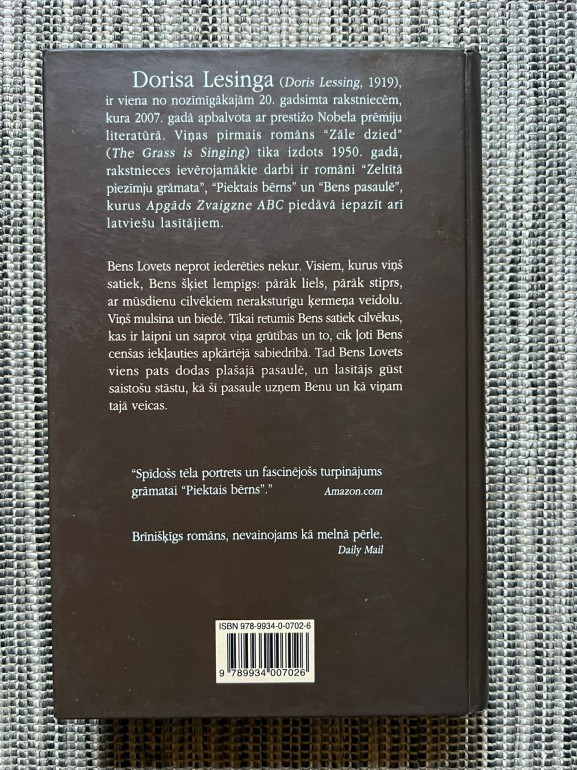 Dorisa Lesinga (Doris Lessing, 1919),
ir viena no nozīmīgākajām 20. gadsimta rakstniecēm,
kura 2007. gadā apbalvota ar prestižo Nobela prēmiju
literatūrā. Viņas pirmais romāns “Zāle dzied”
(The Grass is Singing) tika izdots 1950. gadā,
rakstnieces ievērojamākie darbi ir romāni “Zeltītā
piezīmju grāmata”, “Piektais bērns” un “Bens pasaulē”,
kurus Apgāds Zvaigzne ABC piedāvā iepazīt arī
latviešu lasītājiem.
Bens Lovets neprot iederēties nekur. Visiem, kurus viņš
satiek, Bens šķiet lempīgs: pārāk liels, pārāk stiprs,
ar mūsdienu cilvēkiem neraksturīgu ķermeņa veidolu.
Viņš mulsina un biedē. Tikai retumis Bens satiek cilvēkus,
kas ir laipni un saprot viņa grūtības un to, cik ļoti Bens
cenšas iekļauties apkārtējā sabiedrībā. Tad Bens Lovets
viens pats dodas plašajā pasaulē, un lasītājs gūst
saistošu stāstu, kā šī pasaule uzņem Benu un kā viņam
tajā veicas.
“Spīdošs tēla portrets un fascinējošs turpinājums
grāmatai “Piektais bērns”.” Amazon.com
Brīnišķīgs romāns, nevainojams kā melnā pērle.
Daily Mail
ISBN 978-9934-0-0702-6
9 789934 007026